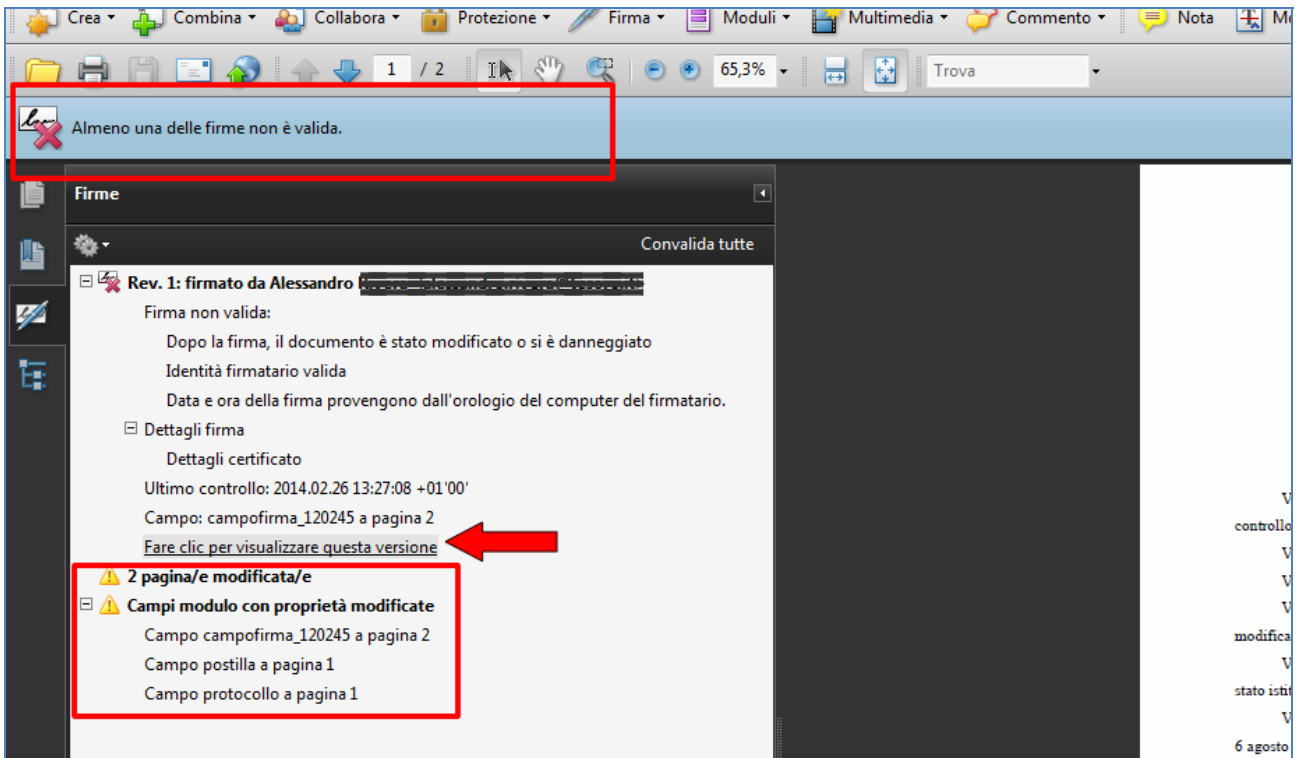 Crea Combina Collabora Protezione Firma Moduli Multimedia Commento Nota
1 / 2 65,3% Trova
Almeno una delle firme non è valida.
Firme
Convalida tutte
Rev. 1: firmato da Alessandro
Firma non valida:
Dopo la firma, il documento è stato modificato o si è danneggiato
Identità firmatario valida
Data e ora della firma provengono dall'orologio del computer del firmatario.
Dettagli firma
Dettagli certificato
Ultimo controllo: 2014.02.26 13:27:08 +01'00'
Campo: campofirma_120245 a pagina 2
Fare clic per visualizzare questa versione
2 pagina/e modificata/e
Campi modulo con proprietà modificate
Campo campofirma_120245 a pagina 2
Campo postilla a pagina 1
Campo protocollo a pagina 1
V
controllo
V
V
V
modifica
V
stato istit
V
6 agosto